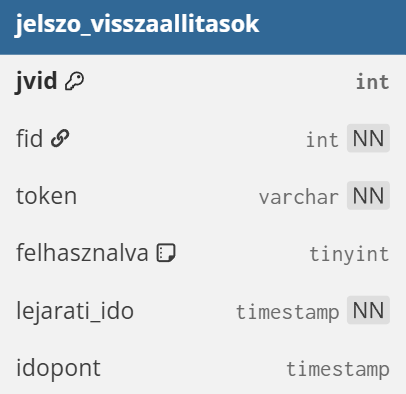 jelszo_visszaallitasok
jvid int
fid int NN
token varchar NN
felhasznalva tinyint
lejarati_ido timestamp NN
idopont timestamp